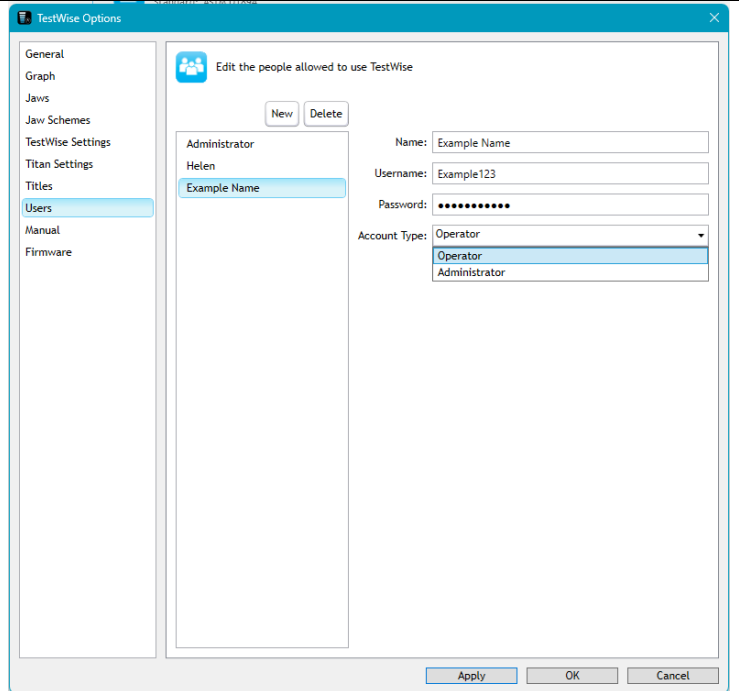 TestWise Options
General
Graph
Jaws
Jaw Schemes
TestWise Settings
Titan Settings
Titles
Users
Manual
Firmware
Edit the people allowed to use TestWise
New Delete
Administrator
Helen
Example Name
Name: Example Name
Username: Example123
Password: ●●●●●●●●●●●
Account Type: Operator
Operator
Administrator
Apply OK Cancel